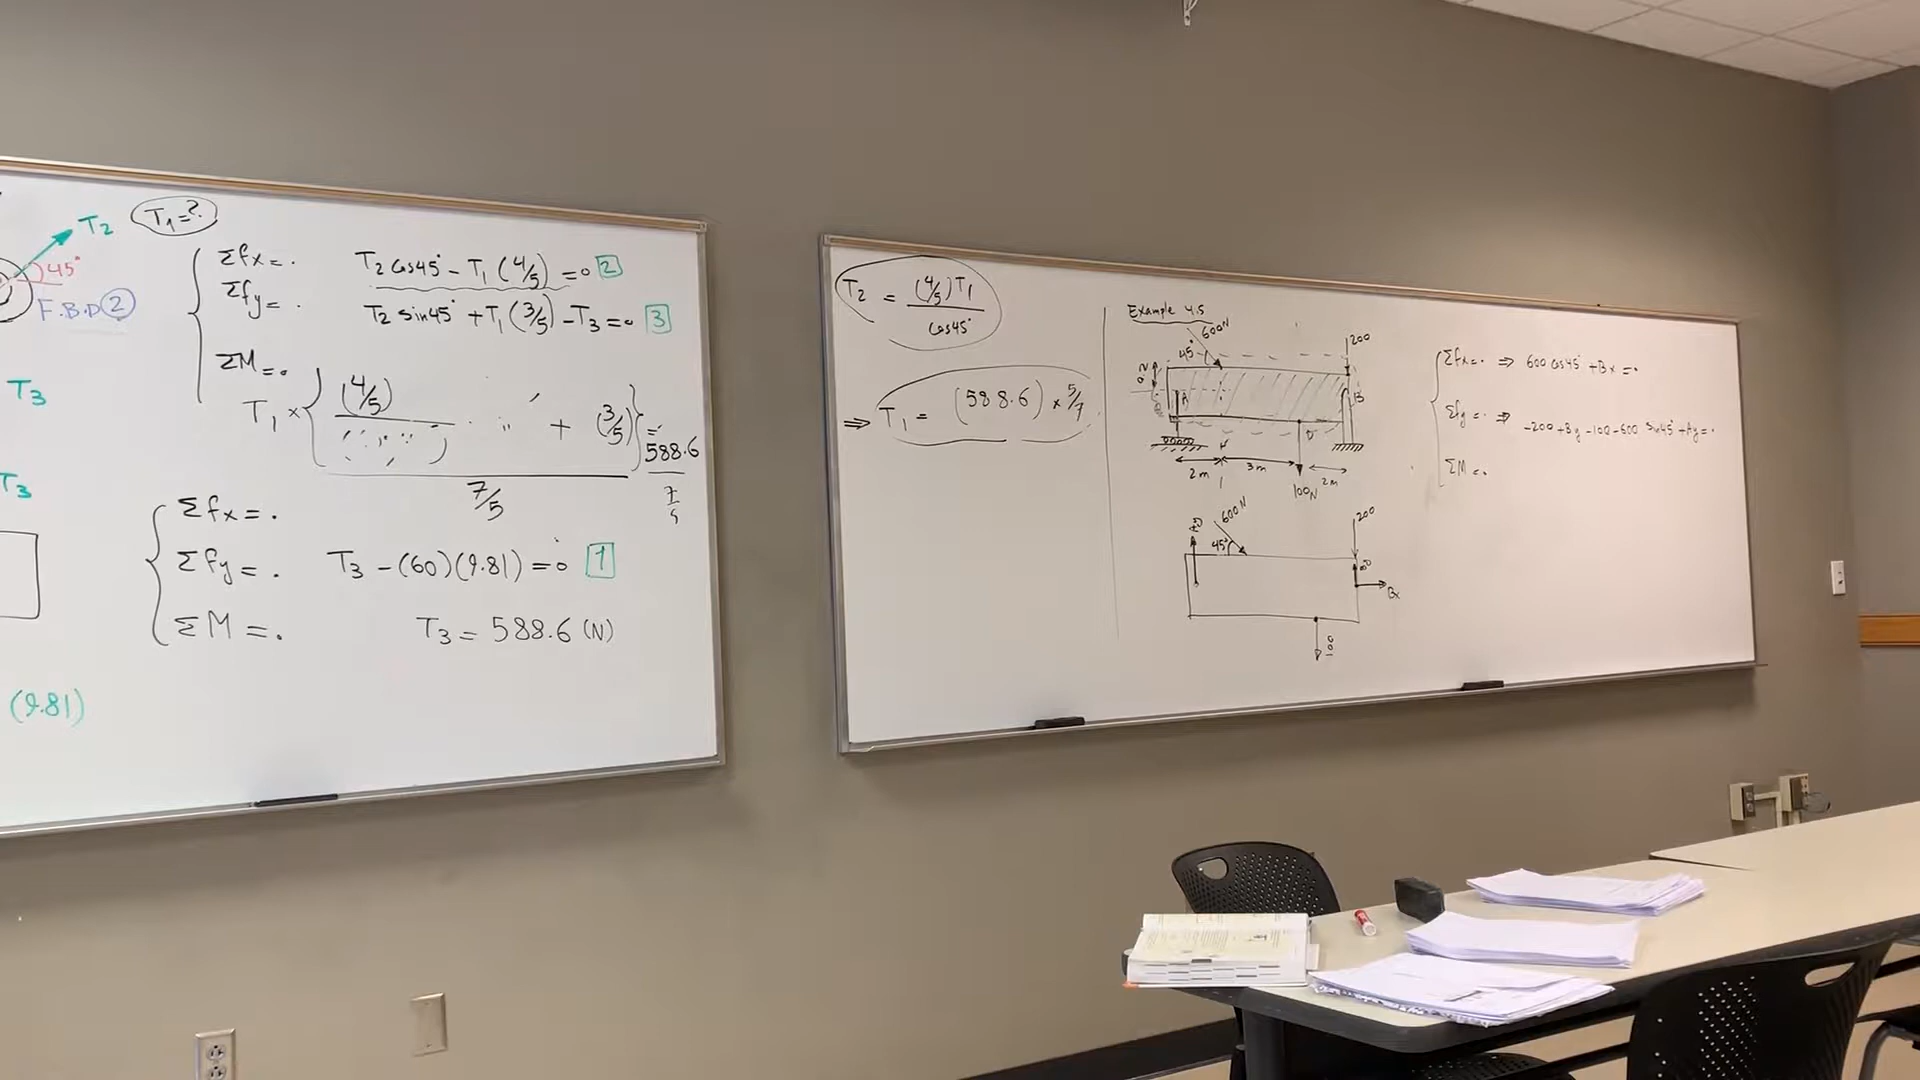 T2
T1=?
45°
F.B.D 2
T3
T3
(9.81)
Σfx=.
T2 cos45° - T1 (4/5) =0 2
Σfy=.
T2 sin45° + T1 (3/5) - T3 =0 3
ΣM=.
T1 × { (4/5) + (3/5) } = 588.6
7/5
Σfx=.
Σfy=. T3 - (60)(9.81) =0 1
ΣM=. T3 = 588.6 (N)
T2 = (4/5)T1 / cos45°
⇒ T1 = (588.6) × 5/7
Example 4.5
600N
45°
200
A
B
D
2m
3m
2m
100N
600N
45°
200
Bx
100
Σfx=. ⇒ 600 cos45° + Bx =.
Σfy=. ⇒ -200 + By - 100 - 600 sin45° + Ay =.
ΣM=.